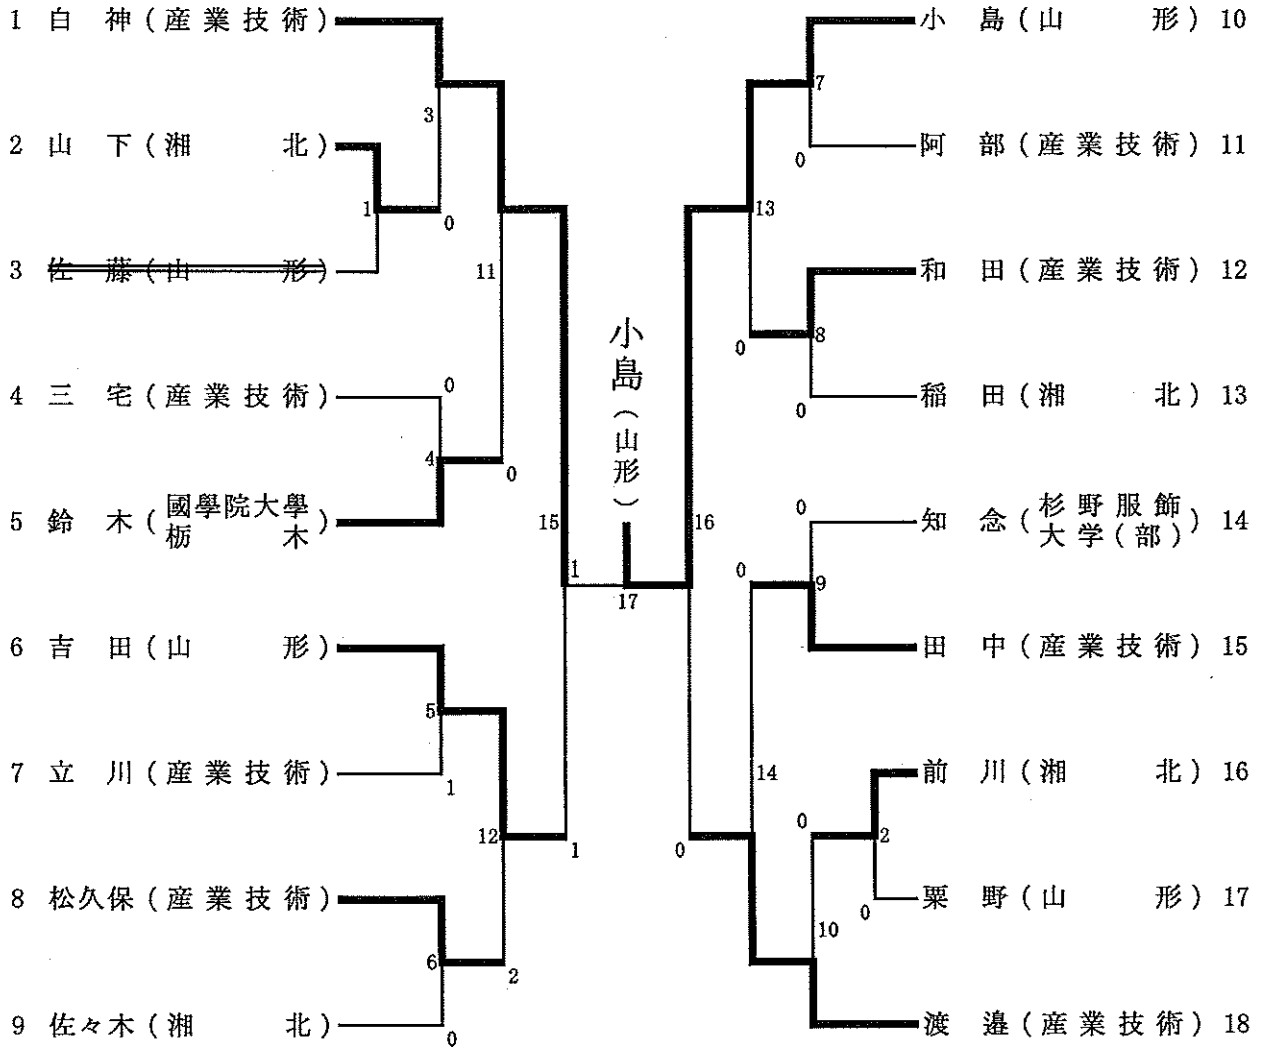 1 白神(産業技術)
2 山下(湘北)
3 佐藤(山形)
4 三宅(産業技術)
5 鈴木(國學院大學栃木)
6 吉田(山形)
7 立川(産業技術)
8 松久保(産業技術)
9 佐々木(湘北)
3
1
0
11
0
4
0
15
1
5
1
12
1
6
2
0
小島(山形)
17
7
0
13
8
0
0
16
0
0
9
14
0
0
2
0
10
小島(山形) 10
阿部(産業技術) 11
和田(産業技術) 12
稲田(湘北) 13
知念(杉野服飾大学(部)) 14
田中(産業技術) 15
前川(湘北) 16
粟野(山形) 17
渡邉(産業技術) 18